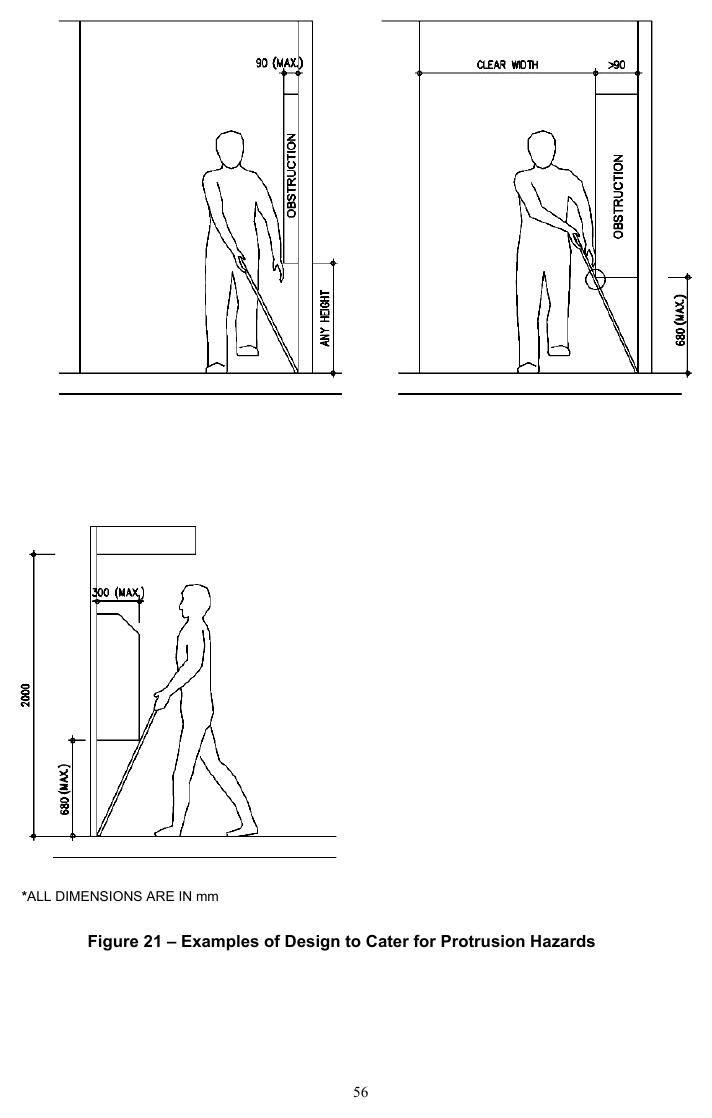 90 (MAX.)
OBSTRUCTION
ANY HEIGHT
CLEAR WIDTH
>90
OBSTRUCTION
680 (MAX.)
300 (MAX.)
2000
680 (MAX.)
*ALL DIMENSIONS ARE IN mm
Figure 21 – Examples of Design to Cater for Protrusion Hazards
56